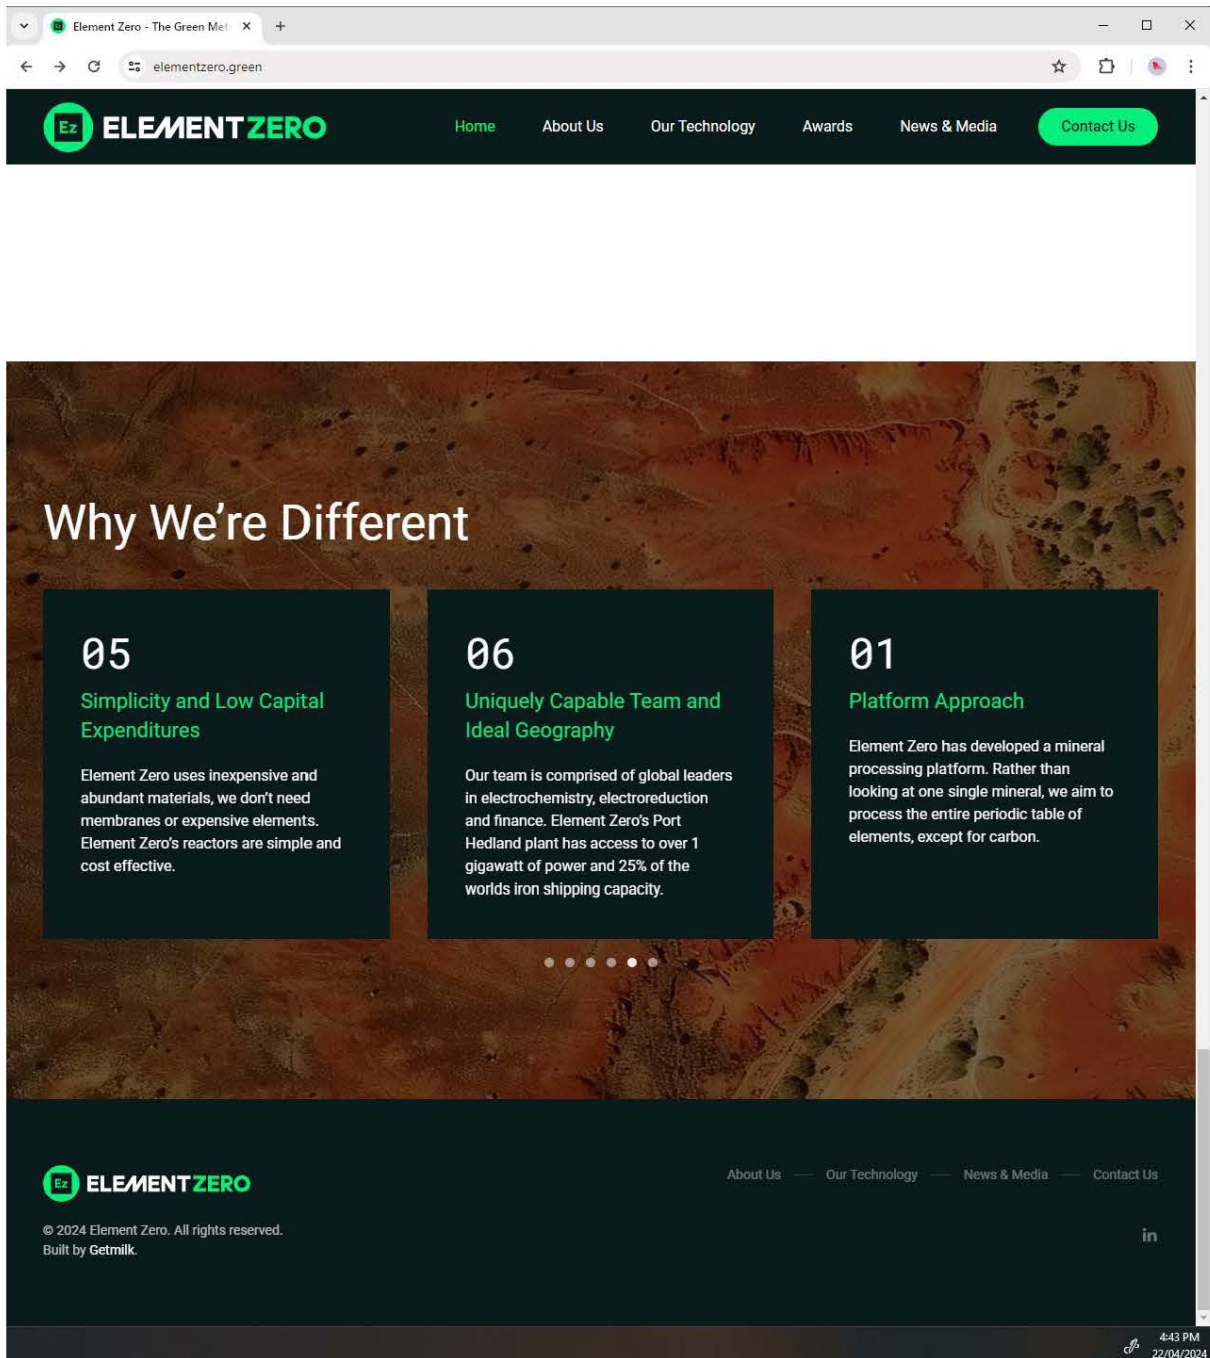 Element Zero - The Green Met
elementzero.green
Ez ELEMENTZERO
Home About Us Our Technology Awards News & Media Contact Us
Why We’re Different
05
Simplicity and Low Capital
Expenditures
Element Zero uses inexpensive and
abundant materials, we don’t need
membranes or expensive elements.
Element Zero’s reactors are simple and
cost effective.
06
Uniquely Capable Team and
Ideal Geography
Our team is comprised of global leaders
in electrochemistry, electroreduction
and finance. Element Zero’s Port
Hedland plant has access to over 1
gigawatt of power and 25% of the
worlds iron shipping capacity.
01
Platform Approach
Element Zero has developed a mineral
processing platform. Rather than
looking at one single mineral, we aim to
process the entire periodic table of
elements, except for carbon.
Ez ELEMENTZERO
About Us — Our Technology — News & Media — Contact Us
© 2024 Element Zero. All rights reserved.
Built by Getmilk.
in
4:43 PM
22/04/2024